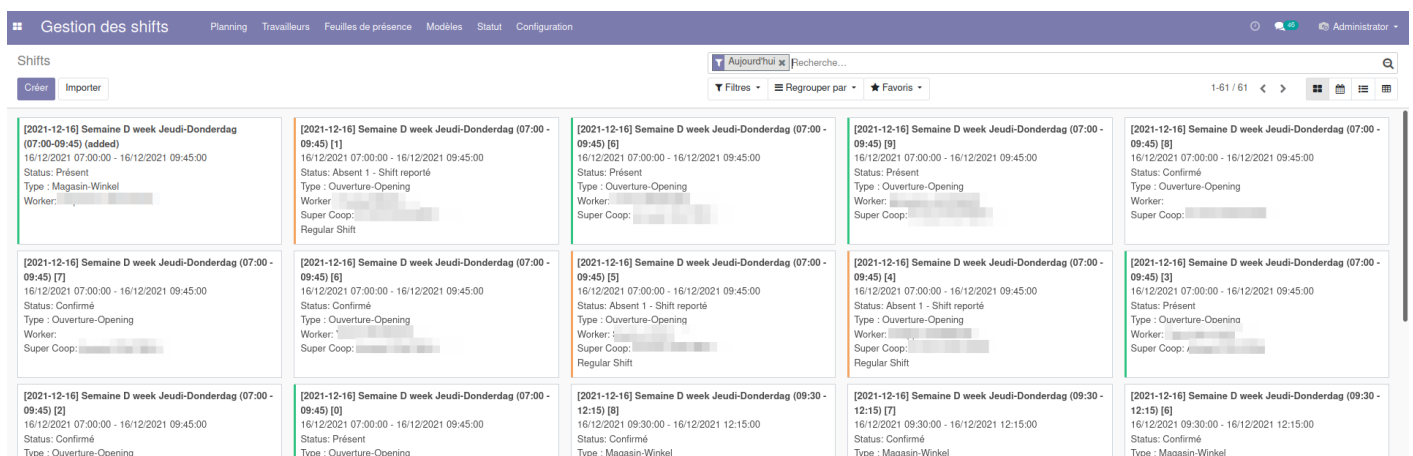 Gestion des shifts Planning Travailleurs Feuilles de présence Modèles Statut Configuration 46 Administrator
Shifts
Aujourd'hui Recherche...
Créer Importer Filtres Regrouper par Favoris 1-61 / 61
[2021-12-16] Semaine D week Jeudi-Donderdag
(07:00-09:45) (added)
16/12/2021 07:00:00 - 16/12/2021 09:45:00
Status: Présent
Type : Magasin-Winkel
Worker:
[2021-12-16] Semaine D week Jeudi-Donderdag (07:00 -
09:45) [1]
16/12/2021 07:00:00 - 16/12/2021 09:45:00
Status: Absent 1 - Shift reporté
Type : Ouverture-Opening
Worker
Super Coop:
Regular Shift
[2021-12-16] Semaine D week Jeudi-Donderdag (07:00 -
09:45) [6]
16/12/2021 07:00:00 - 16/12/2021 09:45:00
Status: Présent
Type : Ouverture-Opening
Worker:
Super Coop:
[2021-12-16] Semaine D week Jeudi-Donderdag (07:00 -
09:45) [9]
16/12/2021 07:00:00 - 16/12/2021 09:45:00
Status: Présent
Type : Ouverture-Opening
Worker:
Super Coop:
[2021-12-16] Semaine D week Jeudi-Donderdag (07:00 -
09:45) [8]
16/12/2021 07:00:00 - 16/12/2021 09:45:00
Status: Confirmé
Type : Ouverture-Opening
Worker:
Super Coop:
[2021-12-16] Semaine D week Jeudi-Donderdag (07:00 -
09:45) [7]
16/12/2021 07:00:00 - 16/12/2021 09:45:00
Status: Confirmé
Type : Ouverture-Opening
Worker:
Super Coop:
[2021-12-16] Semaine D week Jeudi-Donderdag (07:00 -
09:45) [6]
16/12/2021 07:00:00 - 16/12/2021 09:45:00
Status: Confirmé
Type : Ouverture-Opening
Worker:
Super Coop:
[2021-12-16] Semaine D week Jeudi-Donderdag (07:00 -
09:45) [5]
16/12/2021 07:00:00 - 16/12/2021 09:45:00
Status: Absent 1 - Shift reporté
Type : Ouverture-Opening
Worker:
Super Coop:
Regular Shift
[2021-12-16] Semaine D week Jeudi-Donderdag (07:00 -
09:45) [4]
16/12/2021 07:00:00 - 16/12/2021 09:45:00
Status: Absent 1 - Shift reporté
Type : Ouverture-Opening
Worker:
Super Coop:
Regular Shift
[2021-12-16] Semaine D week Jeudi-Donderdag (07:00 -
09:45) [3]
16/12/2021 07:00:00 - 16/12/2021 09:45:00
Status: Présent
Type : Ouverture-Opening
Worker:
Super Coop:
[2021-12-16] Semaine D week Jeudi-Donderdag (07:00 -
09:45) [2]
16/12/2021 07:00:00 - 16/12/2021 09:45:00
Status: Confirmé
Type : Ouverture-Opening
[2021-12-16] Semaine D week Jeudi-Donderdag (07:00 -
09:45) [0]
16/12/2021 07:00:00 - 16/12/2021 09:45:00
Status: Présent
Type : Ouverture-Opening
[2021-12-16] Semaine D week Jeudi-Donderdag (09:30 -
12:15) [8]
16/12/2021 09:30:00 - 16/12/2021 12:15:00
Status: Confirmé
Type : Magasin-Winkel
[2021-12-16] Semaine D week Jeudi-Donderdag (09:30 -
12:15) [7]
16/12/2021 09:30:00 - 16/12/2021 12:15:00
Status: Confirmé
Type : Magasin-Winkel
[2021-12-16] Semaine D week Jeudi-Donderdag (09:30 -
12:15) [6]
16/12/2021 09:30:00 - 16/12/2021 12:15:00
Status: Confirmé
Type : Magasin-Winkel